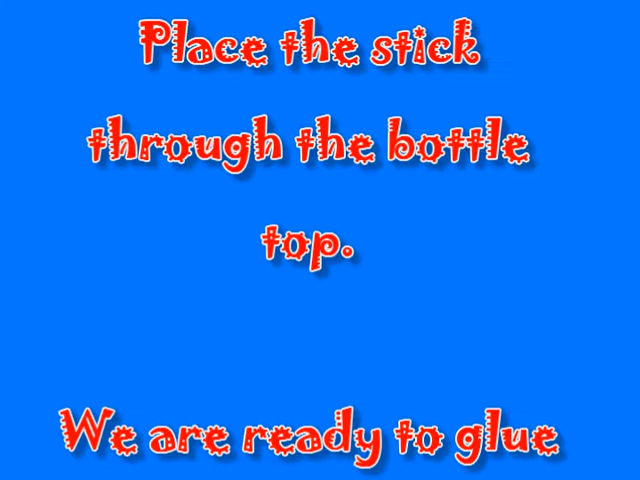 Place the stick
through the bottle
top.
We are ready to glue